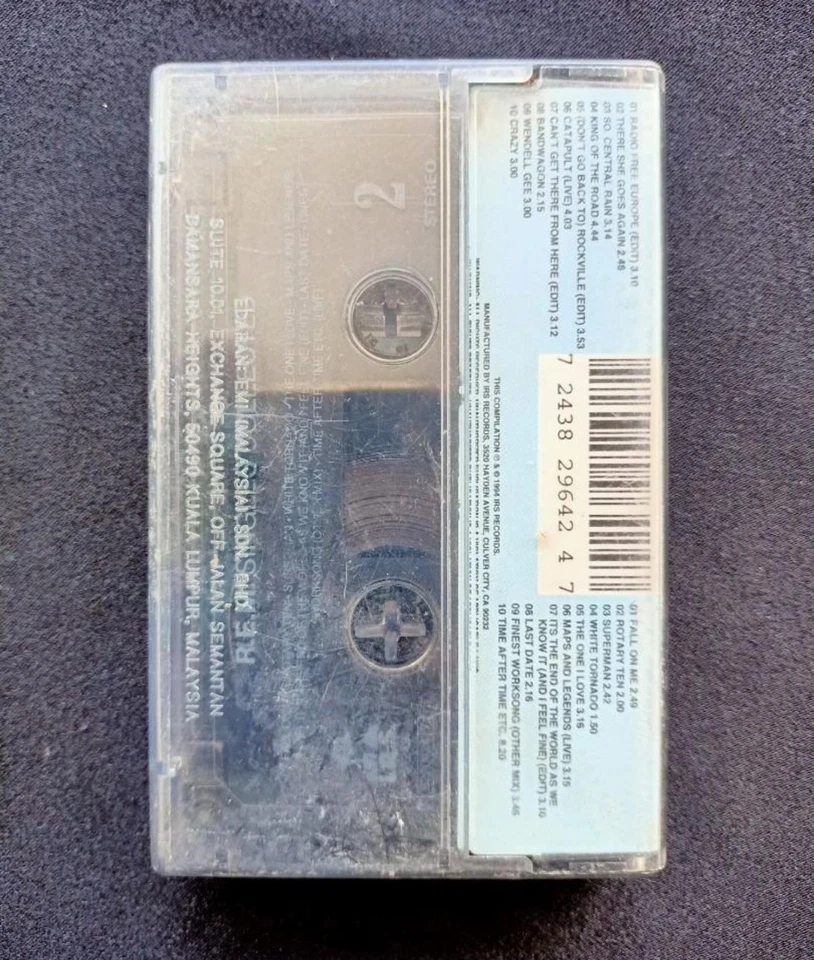 01 RADIO FREE EUROPE (EDIT) 3.10
02 THERE SHE GOES AGAIN 2.48
03 SO. CENTRAL RAIN 3.14
04 KING OF THE ROAD 4.44
05 (DON'T GO BACK TO) ROCKVILLE (EDIT) 3.53
06 CATAPULT (LIVE) 4.03
07 CAN'T GET THERE FROM HERE (EDIT) 3.12
08 BANDWAGON 2.15
09 WENDELL GEE 3.00
10 CRAZY 3.00
7 2438 29642 4 7
01 FALL ON ME 2.49
02 ROTARY TEN 2.00
03 SUPERMAN 2.42
04 WHITE TORNADO 1.50
05 THE ONE I LOVE 3.16
06 MAPS AND LEGENDS (LIVE) 3.15
07 ITS THE END OF THE WORLD AS WE
KNOW IT (AND I FEEL FINE) (EDIT) 3.10
08 LAST DATE 2.16
09 FINEST WORKSONG (OTHER MIX) 3.46
10 TIME AFTER TIME ETC. 8.20
THIS COMPILATION ℗ & © 1994 IRS RECORDS.
MANUFACTURED BY IRS RECORDS, 3520 HAYDEN AVENUE, CULVER CITY, CA 90232
WARNING: ALL RIGHTS RESERVED.
STEREO
2
EMI (MALAYSIA) SDN. BHD.
SUITE 10.01, EXCHANGE SQUARE, OFF JALAN SEMANTAN
DAMANSARA HEIGHTS, 50490 KUALA LUMPUR, MALAYSIA